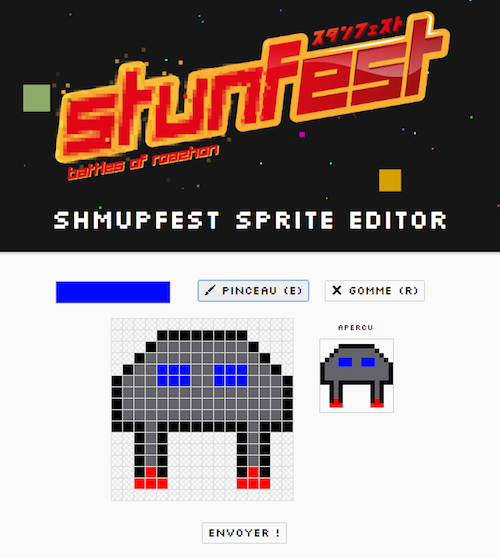 スタンフェスト
stunfest
battles of roazhon
SHMUPFEST SPRITE EDITOR
PINCEAU (E)
GOMME (R)
APERCU
ENVOYER !